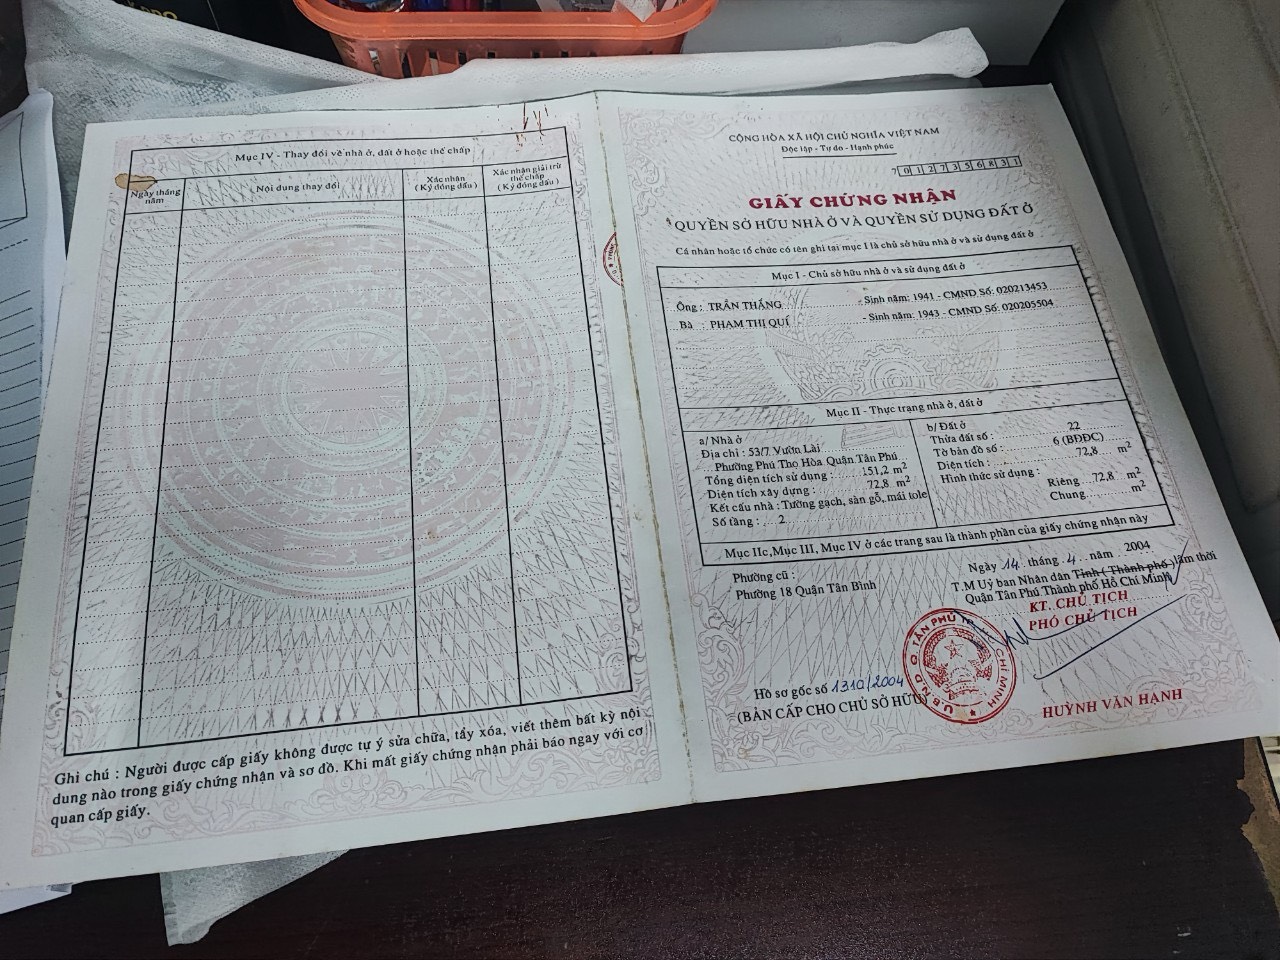 Mục IV - Thay đổi về nhà ở, đất ở hoặc thế chấp
Ngày tháng năm
Nội dung thay đổi
Xác nhận
( Ký đóng dấu )
Xác nhận giải trừ
thế chấp
( Ký đóng dấu )
Ghi chú : Người được cấp giấy không được tự ý sửa chữa, tẩy xóa, viết thêm bất kỳ nội
dung nào trong giấy chứng nhận và sơ đồ. Khi mất giấy chứng nhận phải báo ngay với cơ
quan cấp giấy.
CỘNG HÒA XÃ HỘI CHỦ NGHĨA VIỆT NAM
Độc lập - Tự do - Hạnh phúc
7 0 1 2 7 3 5 6 8 3 1
GIẤY CHỨNG NHẬN
QUYỀN SỞ HỮU NHÀ Ở VÀ QUYỀN SỬ DỤNG ĐẤT Ở
Cá nhân hoặc tổ chức có tên ghi tại mục I là chủ sở hữu nhà ở và sử dụng đất ở
Mục I - Chủ sở hữu nhà ở và sử dụng đất ở
Ông : TRẦN THẮNG - Sinh năm: 1941 - CMND Số: 020213453
Bà : PHẠM THỊ QUÍ - Sinh năm: 1943 - CMND Số: 020205504
Mục II - Thực trạng nhà ở, đất ở
a/ Nhà ở
Địa chỉ : 53/7 Vườn Lài
Phường Phú Thọ Hòa Quận Tân Phú
Tổng diện tích sử dụng : 151,2 m²
Diện tích xây dựng : 72,8 m²
Kết cấu nhà : Tường gạch, sàn gỗ, mái tole
Số tầng : 2
b/ Đất ở
Thửa đất số : 22
Tờ bản đồ số : 6 (BĐĐC)
Diện tích : 72,8 m²
Hình thức sử dụng :
Riêng 72,8 m²
Chung m²
Mục IIc, Mục III, Mục IV ở các trang sau là thành phần của giấy chứng nhận này
Phường cũ :
Phường 18 Quận Tân Bình
Ngày 14 tháng 4 năm 2004
T.M Uỷ ban Nhân dân Tỉnh ( Thành phố ) lâm thời
Quận Tân Phú Thành phố Hồ Chí Minh
KT. CHỦ TỊCH
PHÓ CHỦ TỊCH
U.B.N.D Q. TÂN PHÚ CHÍ MINH
Hồ sơ gốc số 1310/2004
(BẢN CẤP CHO CHỦ SỞ HỮU)
HUỲNH VĂN HẠNH